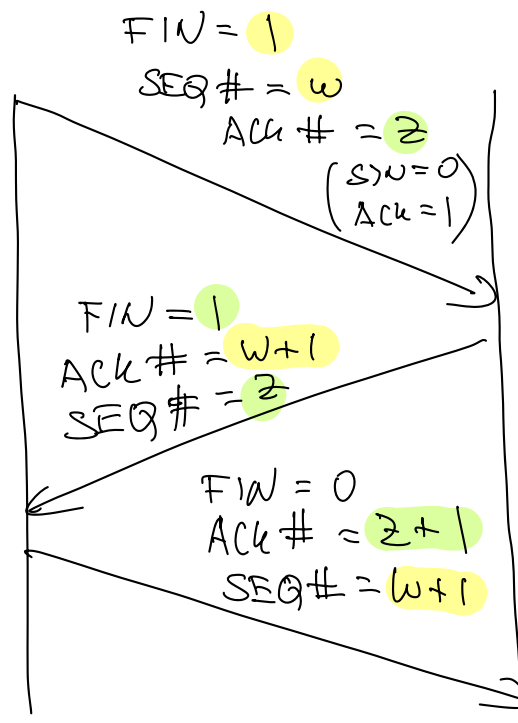 FIN = 1
SEQ # = w
ACK # = z
(SYN = 0
ACK = 1)
FIN = 1
ACK # = w+1
SEQ # = z
FIN = 0
ACK # = z+1
SEQ # = w+1